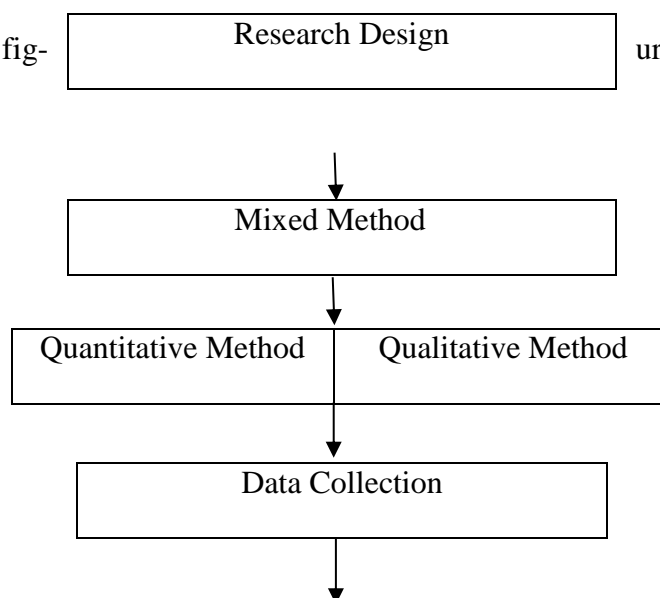 fig- Research Design ur
Mixed Method
Quantitative Method Qualitative Method
Data Collection